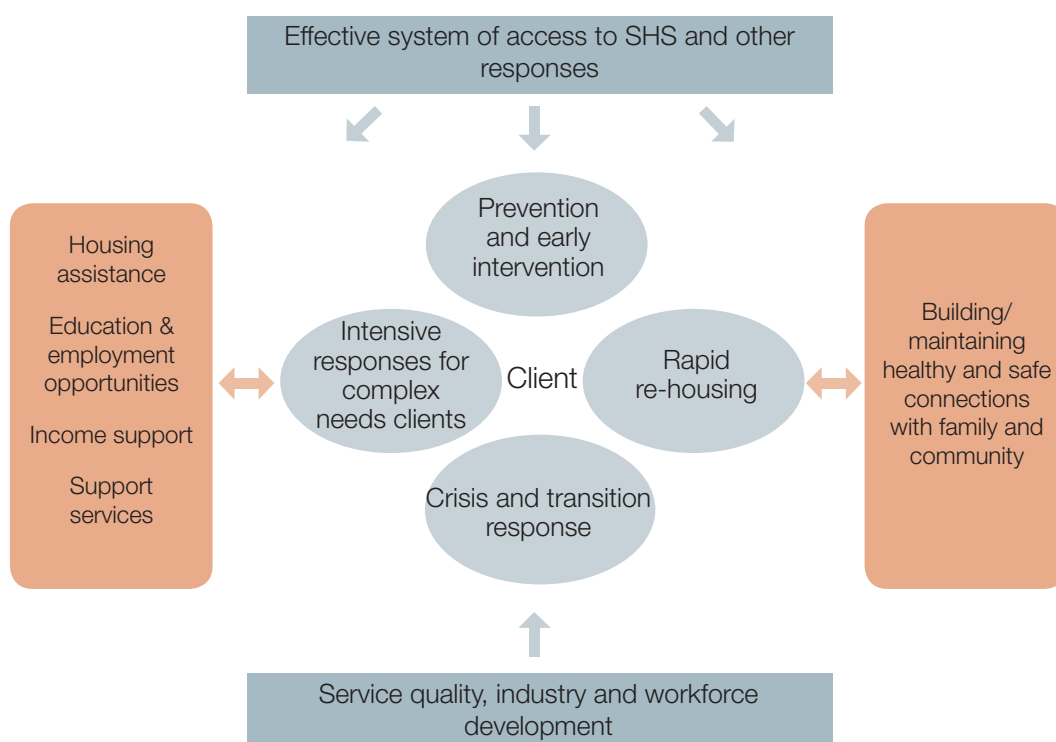 Effective system of access to SHS and other
responses
Prevention
and early
intervention
Housing
assistance
Education &
employment
opportunities
Income support
Support
services
Intensive
responses for
complex
needs clients
Client
Rapid
re-housing
Building/
maintaining
healthy and safe
connections
with family and
community
Crisis and transition
response
Service quality, industry and workforce
development